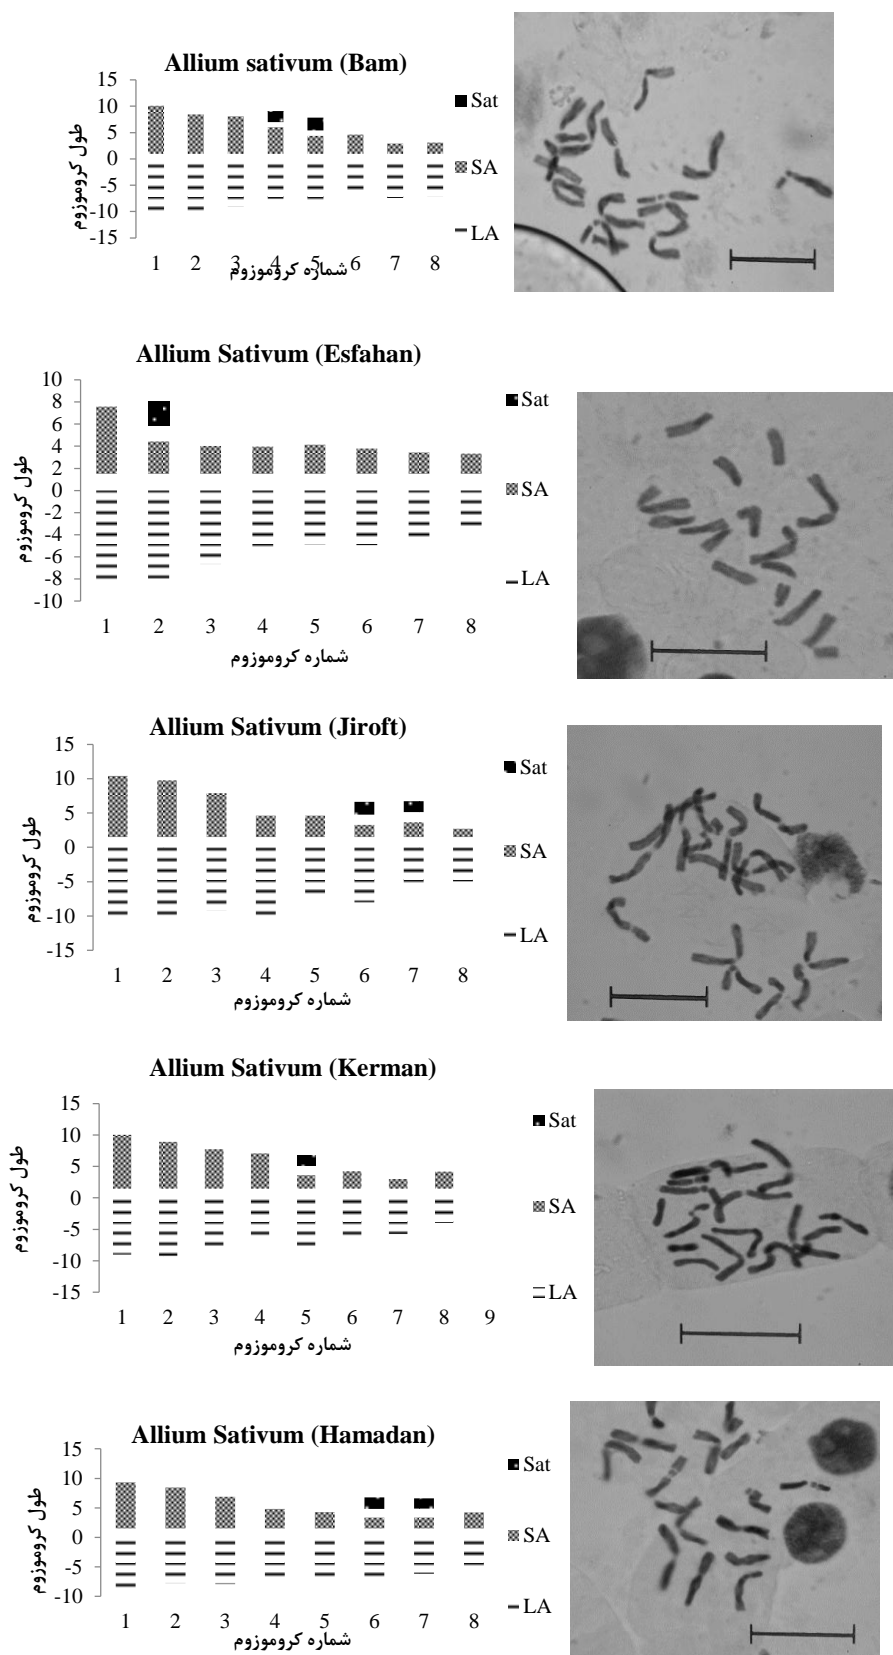 Allium sativum (Bam)
15
10
5
0
-5
-10
-15
طول کروموزوم
1 2 3 4 5 6 7 8
شماره کروموزوم
Sat
SA
LA
Allium Sativum (Esfahan)
10
8
6
4
2
0
-2
-4
-6
-8
-10
طول کروموزوم
1 2 3 4 5 6 7 8
شماره کروموزوم
Sat
SA
LA
Allium Sativum (Jiroft)
15
10
5
0
-5
-10
-15
طول کروموزوم
1 2 3 4 5 6 7 8
شماره کروموزوم
Sat
SA
LA
Allium Sativum (Kerman)
15
10
5
0
-5
-10
-15
طول کروموزوم
1 2 3 4 5 6 7 8 9
شماره کروموزوم
Sat
SA
LA
Allium Sativum (Hamadan)
15
10
5
0
-5
-10
طول کروموزوم
1 2 3 4 5 6 7 8
شماره کروموزوم
Sat
SA
LA